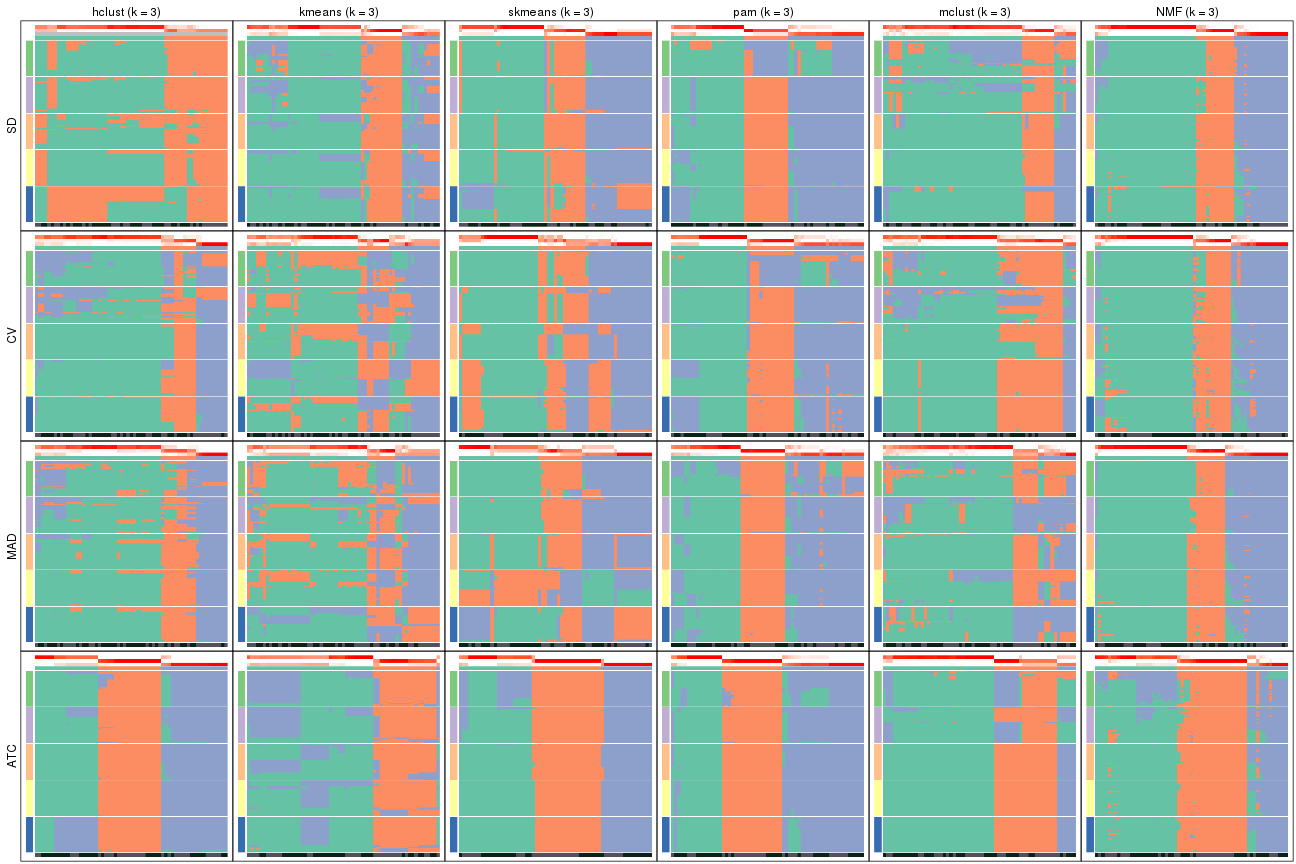 hclust (k = 3)
kmeans (k = 3)
skmeans (k = 3)
pam (k = 3)
mclust (k = 3)
NMF (k = 3)
SD
CV
MAD
ATC